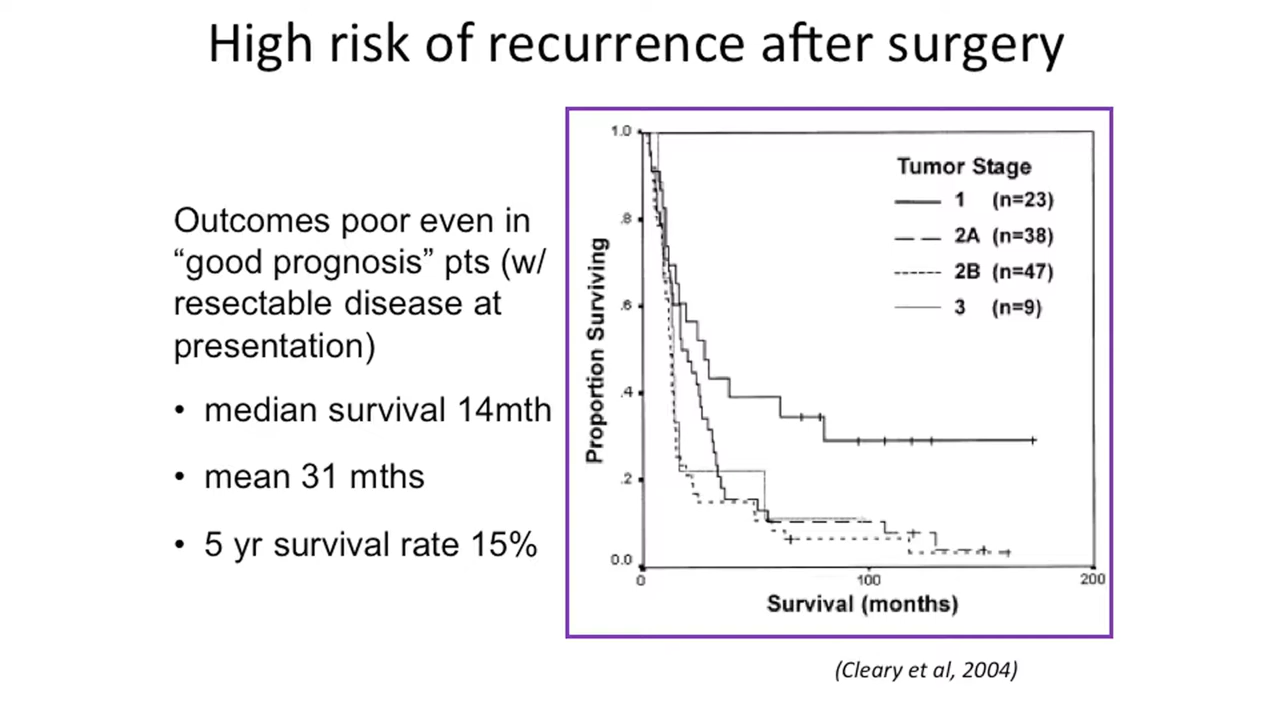 High risk of recurrence after surgery
Outcomes poor even in
“good prognosis” pts (w/
resectable disease at
presentation)
• median survival 14mth
• mean 31 mths
• 5 yr survival rate 15%
1.0
.8
.6
.4
.2
0.0
Proportion Surviving
Tumor Stage
1 (n=23)
2A (n=38)
2B (n=47)
3 (n=9)
0
100
200
Survival (months)
(Cleary et al, 2004)